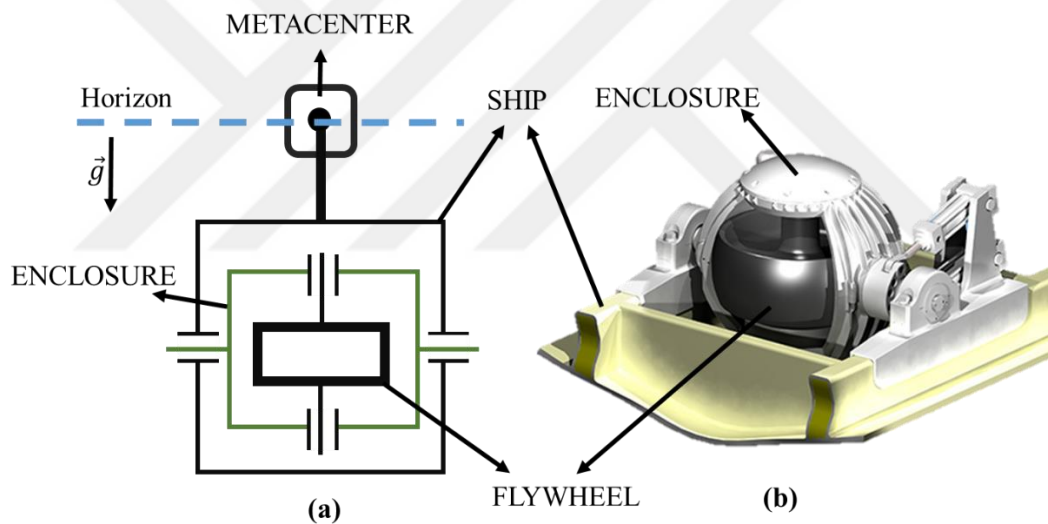 METACENTER
Horizon
SHIP
ENCLOSURE
g⃗
ENCLOSURE
FLYWHEEL
(a)
(b)